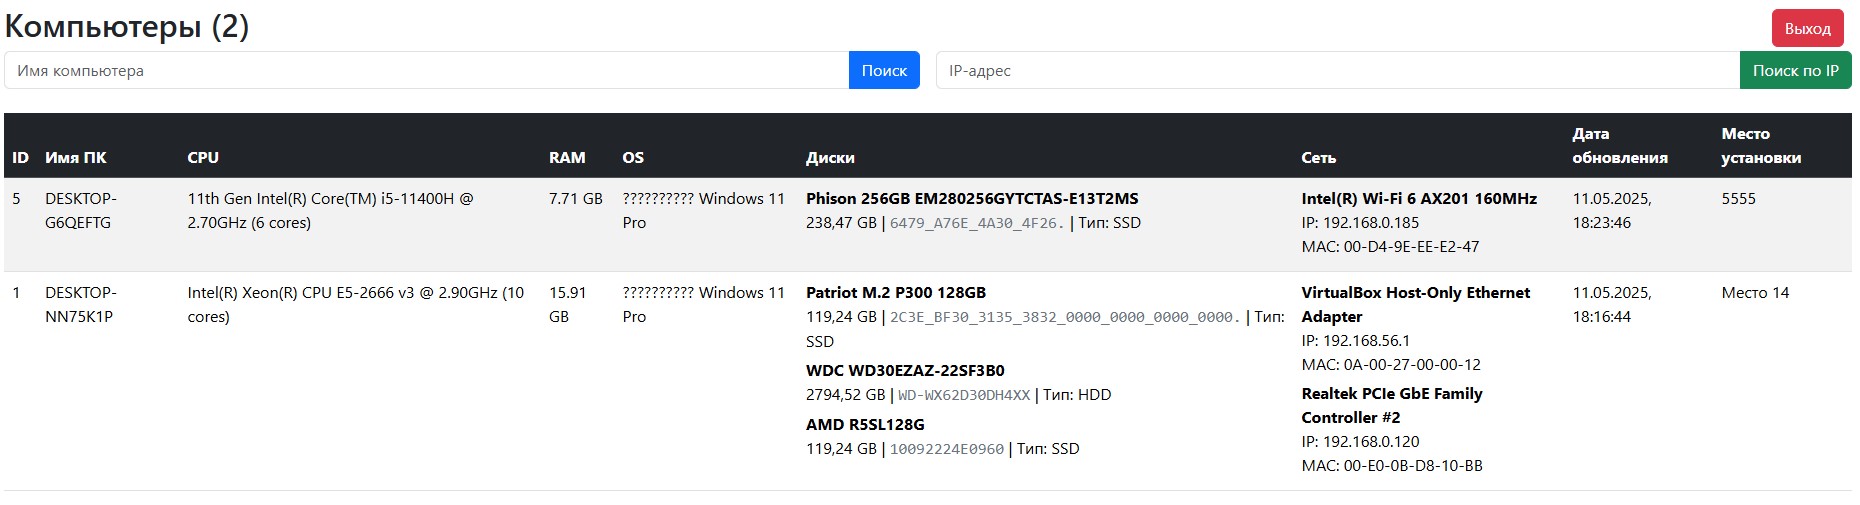 Компьютеры (2)
Выход
Имя компьютера
Поиск
IP-адрес
Поиск по IP
ID
Имя ПК
CPU
RAM
OS
Диски
Сеть
Дата
обновления
Место
установки
5
DESKTOP-
G6QEFTG
11th Gen Intel(R) Core(TM) i5-11400H @
2.70GHz (6 cores)
7.71 GB
?????????? Windows 11
Pro
Phison 256GB EM280256GYTCTAS-E13T2MS
238,47 GB | 6479_A76E_4A30_4F26. | Тип: SSD
Intel(R) Wi-Fi 6 AX201 160MHz
IP: 192.168.0.185
MAC: 00-D4-9E-EE-E2-47
11.05.2025,
18:23:46
5555
1
DESKTOP-
NN75K1P
Intel(R) Xeon(R) CPU E5-2666 v3 @ 2.90GHz (10
cores)
15.91
GB
?????????? Windows 11
Pro
Patriot M.2 P300 128GB
119,24 GB | 2C3E_BF30_3135_3832_0000_0000_0000_0000. | Тип:
SSD
WDC WD30EZAZ-22SF3B0
2794,52 GB | WD-WX62D30DH4XX | Тип: HDD
AMD R5SL128G
119,24 GB | 10092224E0960 | Тип: SSD
VirtualBox Host-Only Ethernet
Adapter
IP: 192.168.56.1
MAC: 0A-00-27-00-00-12
Realtek PCIe GbE Family
Controller #2
IP: 192.168.0.120
MAC: 00-E0-0B-D8-10-BB
11.05.2025,
18:16:44
Место 14